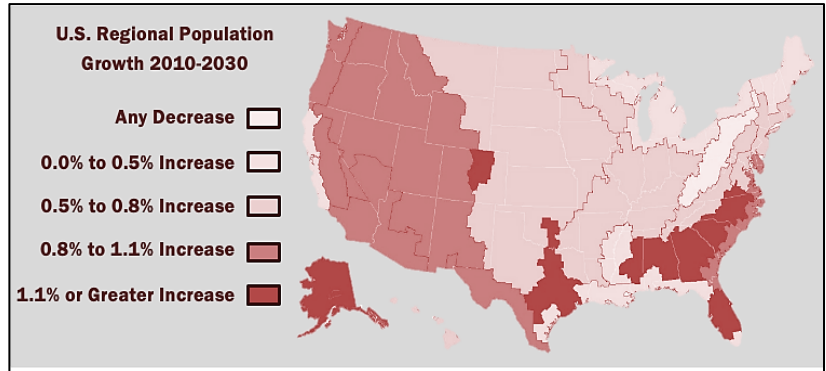 U.S. Regional Population
Growth 2010-2030
Any Decrease
0.0% to 0.5% Increase
0.5% to 0.8% Increase
0.8% to 1.1% Increase
1.1% or Greater Increase